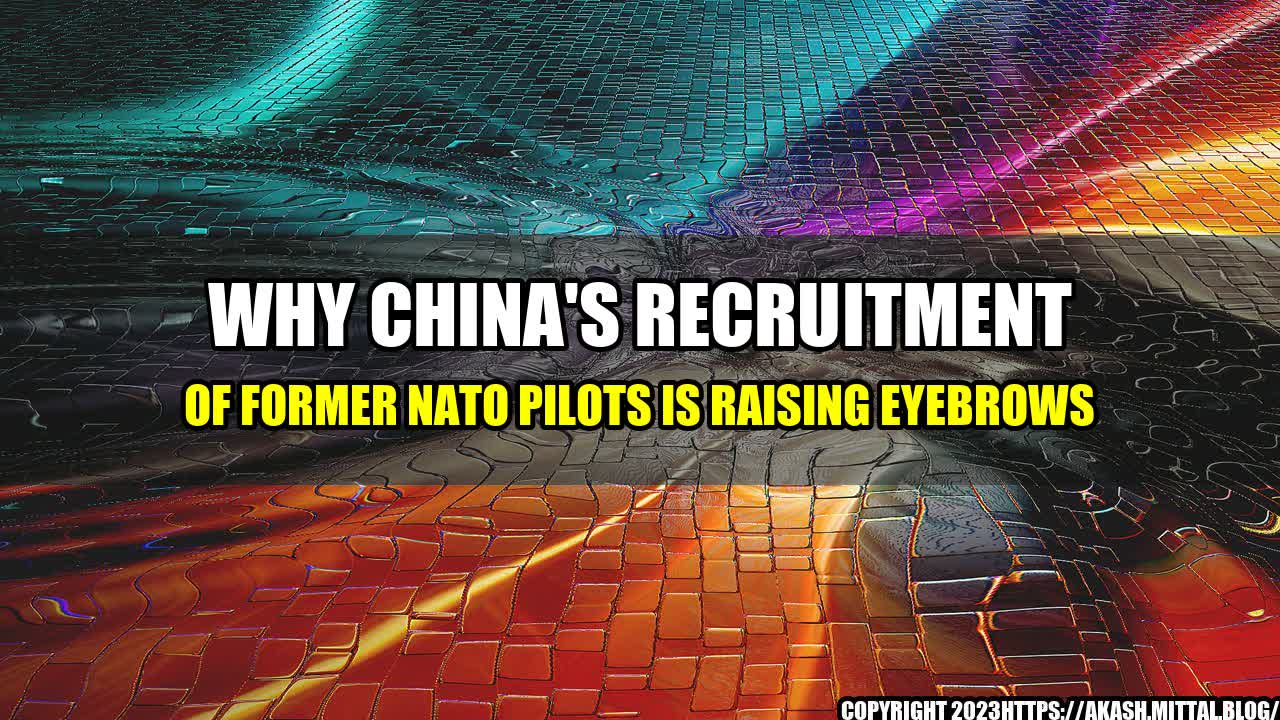 WHY CHINA'S RECRUITMENT
OF FORMER NATO PILOTS IS RAISING EYEBROWS
COPYRIGHT 2023HTTPS://AKASH.MITTAL.BLOG/